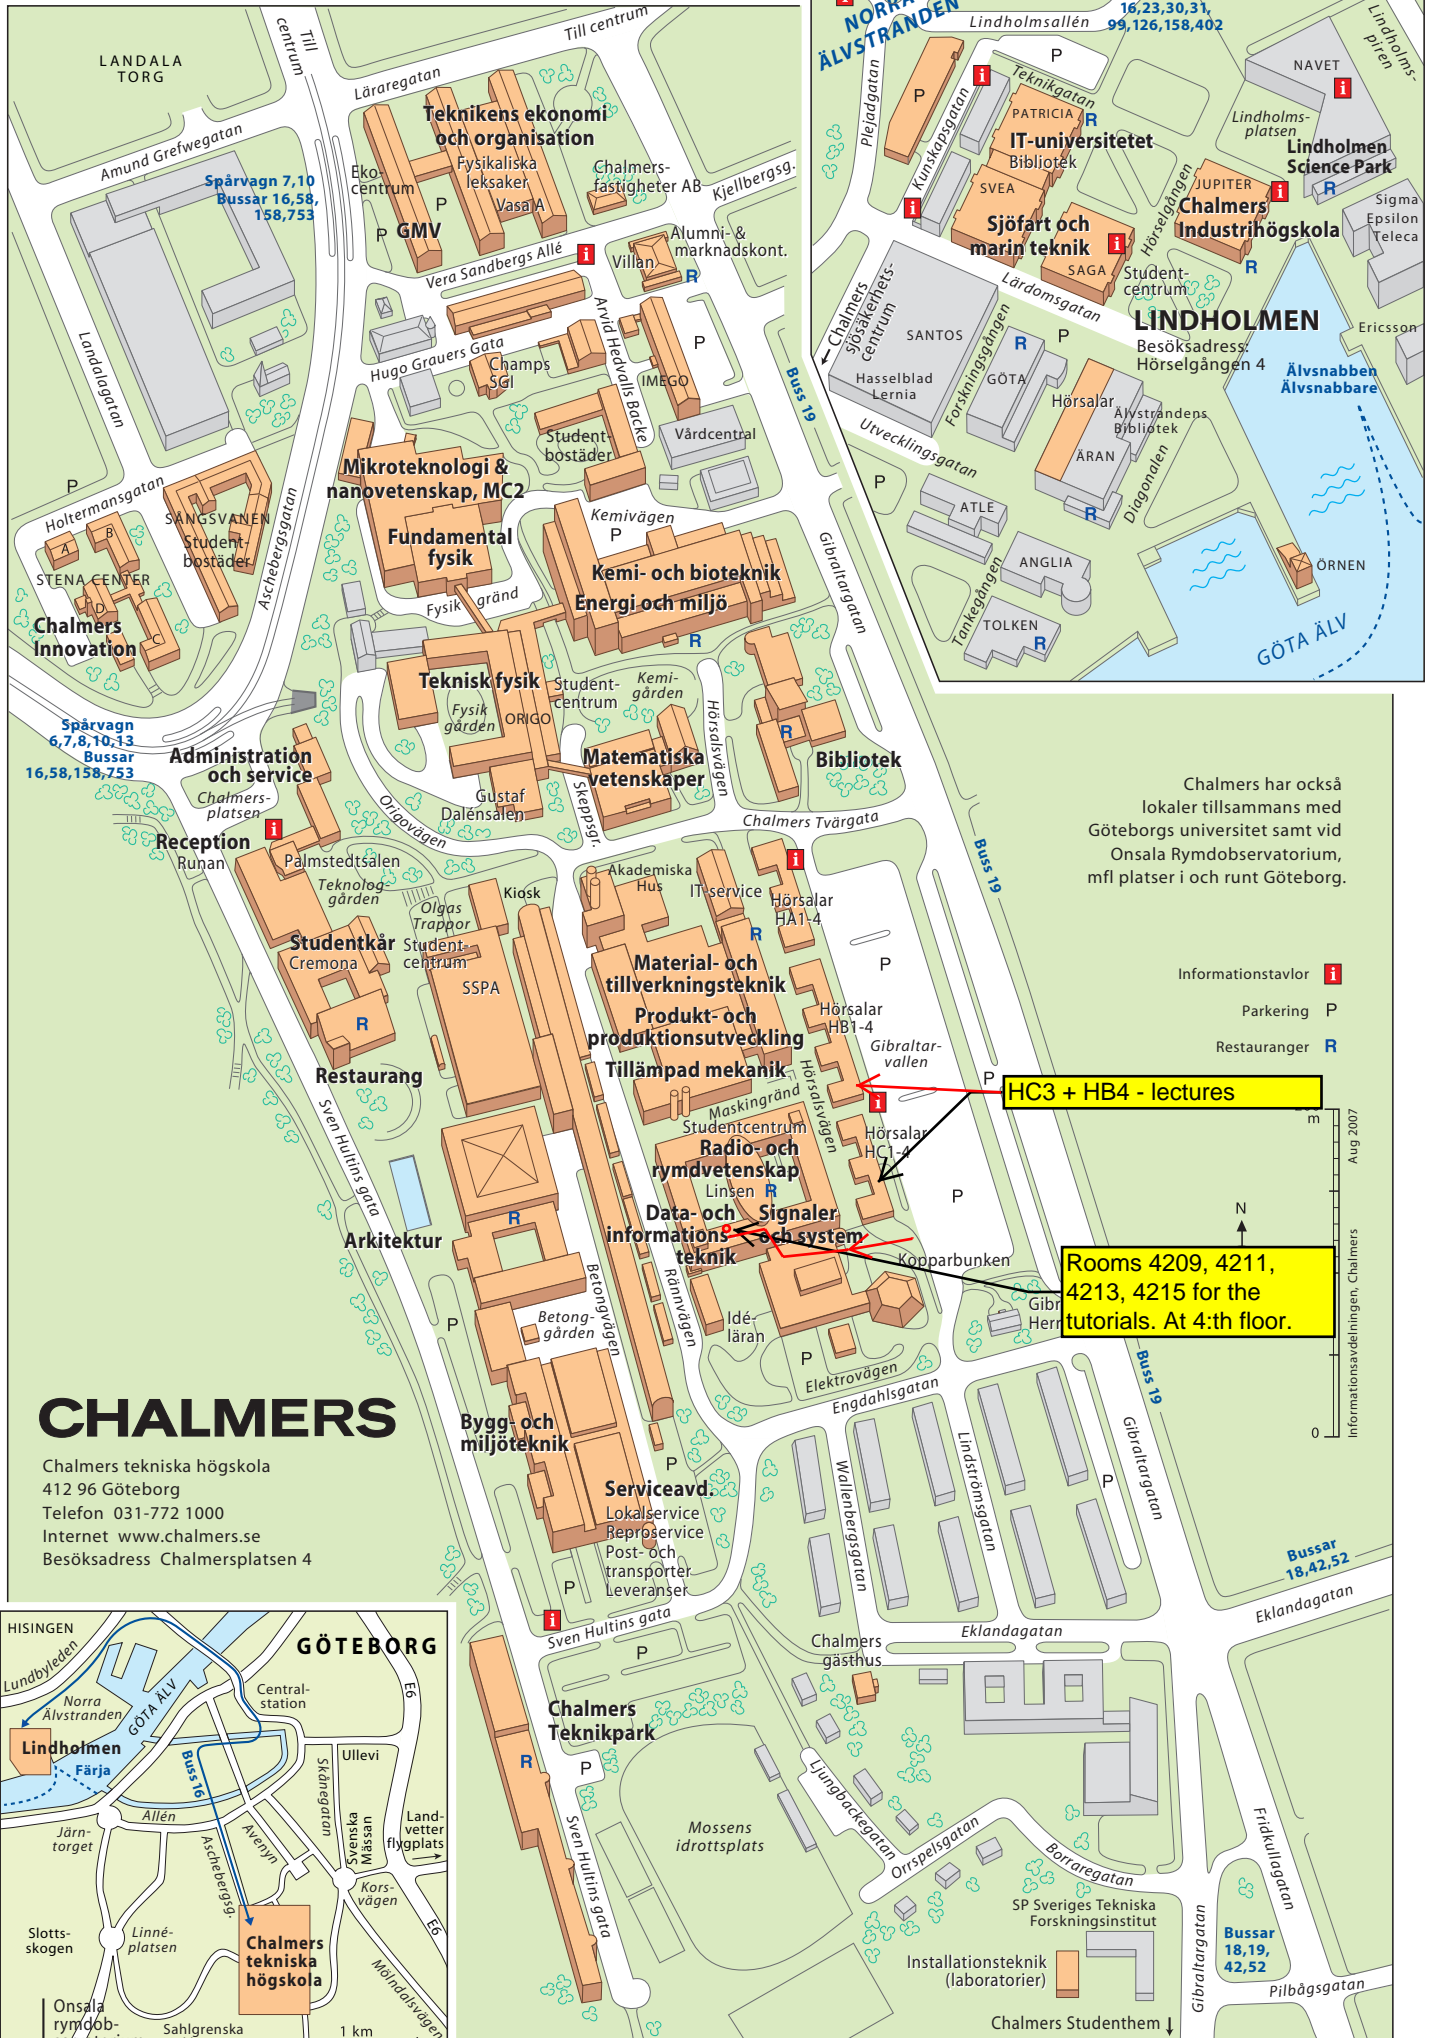 LANDALA
TORG
Till
centrum
Till centrum
Läraregatan
Amund Grefwegatan
Spårvagn 7,10
Bussar 16,58,
158,753
Teknikens ekonomi
och organisation
Fysikaliska
leksaker
Vasa A
Eko-
centrum
P
P
GMV
Chalmers-
fastigheter AB
Kjellbergsg.
Alumni- &
marknadskont.
Villan
R
i
Vera Sandbergs Allé
Hugo Grauers Gata
Arvid Hedvalls Backe
Champs
SGI
IMEGO
P
Buss 19
Landalagatan
Student-
bostäder
Vårdcentral
Mikroteknologi &
nanovetenskap, MC2
Fundamental
fysik
Kemivägen
P
P
Holtermansgatan
SÅNGSVANEN
Student-
bostäder
A
B
STENA CENTER
D
C
Chalmers
Innovation
Aschebergsgatan
Kemi- och bioteknik
Energi och miljö
R
Gibraltargatan
Fysikgränd
Teknisk fysik
Fysik
gården
ORIGO
Student-
centrum
Kemi-
gården
Hörsalsvägen
R
Bibliotek
Matematiska
vetenskaper
Spårvagn
6,7,8,10,13
Bussar
16,58,158,753
Administration
och service
Chalmers-
platsen
i
Reception
Runan
Palmstedtsalen
Teknolog-
gården
Origovägen
Gustaf
Dalénsalen
Skeppsgr.
Chalmers Tvärgata
Kiosk
Akademiska
Hus
IT-service
i
Hörsalar
HA1-4
Olgas
Trappor
Student-
centrum
Studentkår
Cremona
SSPA
R
R
P
Buss 19
Material- och
tillverkningsteknik
Produkt- och
produktionsutveckling
Tillämpad mekanik
Hörsalar
HB1-4
Gibraltar-
vallen
P
Restaurang
Maskingränd
Hörsalsvägen
i
Studentcentrum
Radio- och
rymdvetenskap
Linsen R
Hörsalar
HC1-4
P
HC3 + HB4 - lectures
Data- och
informations
teknik
Signaler
och system
Kopparbunken
Rooms 4209, 4211,
4213, 4215 for the
tutorials. At 4:th floor.
Gibr
Herr
Sven Hultins gata
Arkitektur
R
Betongvägen
Rännvägen
Betong-
gården
P
Idé-
läran
P
Elektrovägen
Engdahlsgatan
Buss 19
Bygg- och
miljöteknik
P
Serviceavd.
Lokalservice
Reproservice
Post- och
transporter
Leveranser
P
Wallenbergsgatan
Lindströmsgatan
P
Gibraltargatan
Bussar
18,42,52
Eklandagatan
Eklandagatan
i
Sven Hultins gata
P
Chalmers
gästhus
Chalmers
Teknikpark
R
P
Sven Hultins gata
Mossens
idrottsplats
Ljungbackegatan
Orrspelsgatan
Borraregatan
Fridkullagatan
SP Sveriges Tekniska
Forskningsinstitut
Installationsteknik
(laboratorier)
Gibraltargatan
Bussar
18,19,
42,52
Pilbågsgatan
Chalmers Studenthem
CHALMERS
Chalmers tekniska högskola
412 96 Göteborg
Telefon 031-772 1000
Internet www.chalmers.se
Besöksadress Chalmersplatsen 4
Chalmers har också
lokaler tillsammans med
Göteborgs universitet samt vid
Onsala Rymdobservatorium,
mfl platser i och runt Göteborg.
Informationstavlor i
Parkering P
Restauranger R
m
N
0
Aug 2007
Informationsavdelningen, Chalmers
NORRA
ÄLVSTRANDEN
Lindholmsallén
16,23,30,31,
99,126,158,402
Lindholms-
piren
Plejadgatan
P
P
Kunskapsgatan
i
Teknikgatan
PATRICIA
R
IT-universitetet
Bibliotek
SVEA
NAVET
i
Lindholms-
platsen
Lindholmen
Science Park
R
JUPITER
i
Chalmers
Industrihögskola
R
Sigma
Epsilon
Teleca
Ericsson
i
Sjöfart och
marin teknik
i
SAGA
Hörselgången
Student-
centrum
Lärdomsgatan
LINDHOLMEN
Besöksadress:
Hörselgången 4
Chalmers
sjösäkerhets-
centrum
SANTOS
Hasselblad
Lernia
Forskningsgången
R
P
GÖTA
Hörsalar
Älvstrandens
Bibliotek
ÄRAN
R
Diagonalen
Utvecklingsgatan
P
ATLE
ANGLIA
Tankegången
TOLKEN
R
Älvsnabben
Älvsnabbare
ÖRNEN
GÖTA ÄLV
HISINGEN
Lundbyleden
GÖTEBORG
Norra
Älvstranden
GÖTA ÄLV
Central-
station
E6
Lindholmen
Färja
Buss 16
Ullevi
Skånegatan
Svenska
Mässan
Land-
vetter
flygplats
Allén
Järn-
torget
Aschebergsg.
Avenyn
Kors-
vägen
E6
Slotts-
skogen
Linné-
platsen
Chalmers
tekniska
högskola
Mölndalsvägen
Onsala
rymdob-
Sahlgrenska
1 km